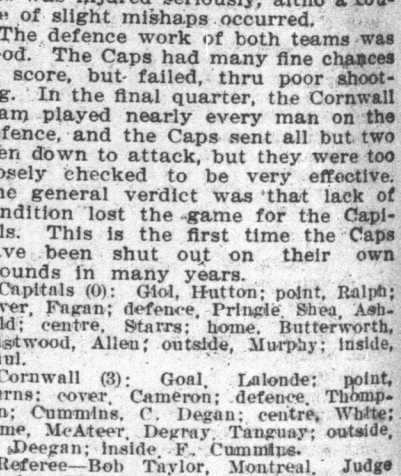 was injured seriously, altho a cou-
e of slight mishaps occurred.
The defence work of both teams was
od. The Caps had many fine chances
score, but failed, thru poor shoot-
g. In the final quarter, the Cornwall
am played nearly every man on the
fence, and the Caps sent all but two
en down to attack, but they were too
osely checked to be very effective.
he general verdict was that lack of
ndition lost the game for the Capi-
ls. This is the first time the Caps
ve been shut out on their own
ounds in many years.
Capitals (0): Giol, Hutton; point, Ralph;
ver, Fagan; defence, Pringle Shea, Ash-
ld; centre, Starrs; home, Butterworth,
stwood, Allen; outside, Murphy; inside,
ul.
Cornwall (3): Goal, Lalonde; point,
rns; cover, Cameron; defence, Thomp-
n; Cummins, C. Degan; centre, White;
me, McAteer, Degray, Tanguay; outside,
Deegan; inside, F. Cummins.
Referee—Bob Taylor, Montreal. Judge